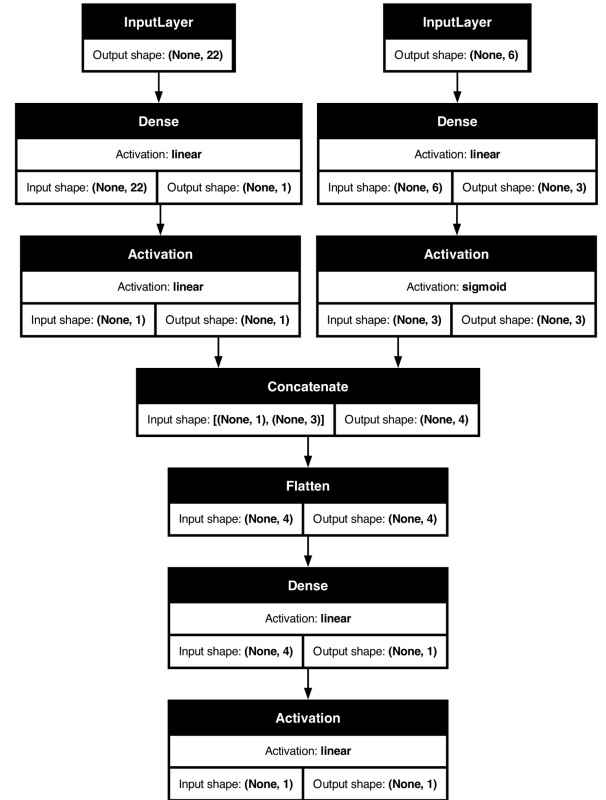 InputLayer
Output shape: (None, 22)
InputLayer
Output shape: (None, 6)
Dense
Activation: linear
Input shape: (None, 22) Output shape: (None, 1)
Dense
Activation: linear
Input shape: (None, 6) Output shape: (None, 3)
Activation
Activation: linear
Input shape: (None, 1) Output shape: (None, 1)
Activation
Activation: sigmoid
Input shape: (None, 3) Output shape: (None, 3)
Concatenate
Input shape: [(None, 1), (None, 3)] Output shape: (None, 4)
Flatten
Input shape: (None, 4) Output shape: (None, 4)
Dense
Activation: linear
Input shape: (None, 4) Output shape: (None, 1)
Activation
Activation: linear
Input shape: (None, 1) Output shape: (None, 1)